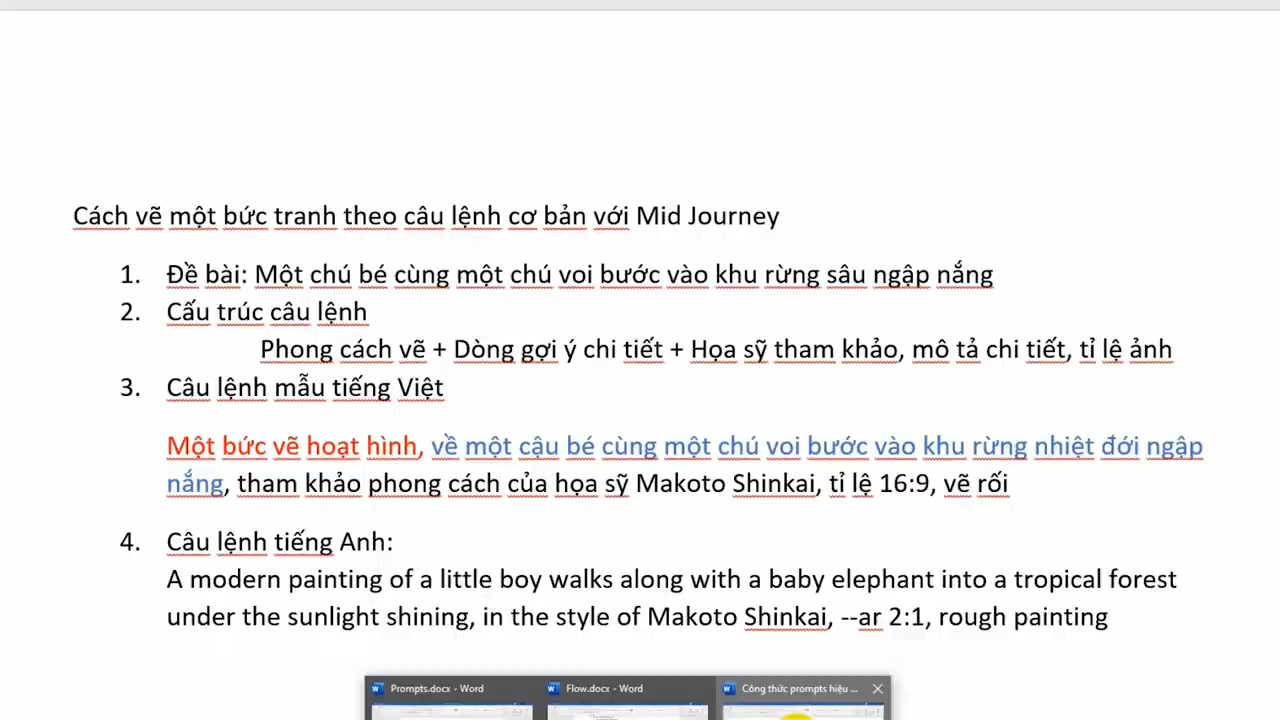 Cách vẽ một bức tranh theo câu lệnh cơ bản với Mid Journey
1. Đề bài: Một chú bé cùng một chú voi bước vào khu rừng sâu ngập nắng
2. Cấu trúc câu lệnh
Phong cách vẽ + Dòng gợi ý chi tiết + Họa sỹ tham khảo, mô tả chi tiết, tỉ lệ ảnh
3. Câu lệnh mẫu tiếng Việt
Một bức vẽ hoạt hình, về một cậu bé cùng một chú voi bước vào khu rừng nhiệt đới ngập
nắng, tham khảo phong cách của họa sỹ Makoto Shinkai, tỉ lệ 16:9, vẽ rối
4. Câu lệnh tiếng Anh:
A modern painting of a little boy walks along with a baby elephant into a tropical forest
under the sunlight shining, in the style of Makoto Shinkai, --ar 2:1, rough painting
Prompts.docx - Word Flow.docx - Word Công thức prompts hiệu ...